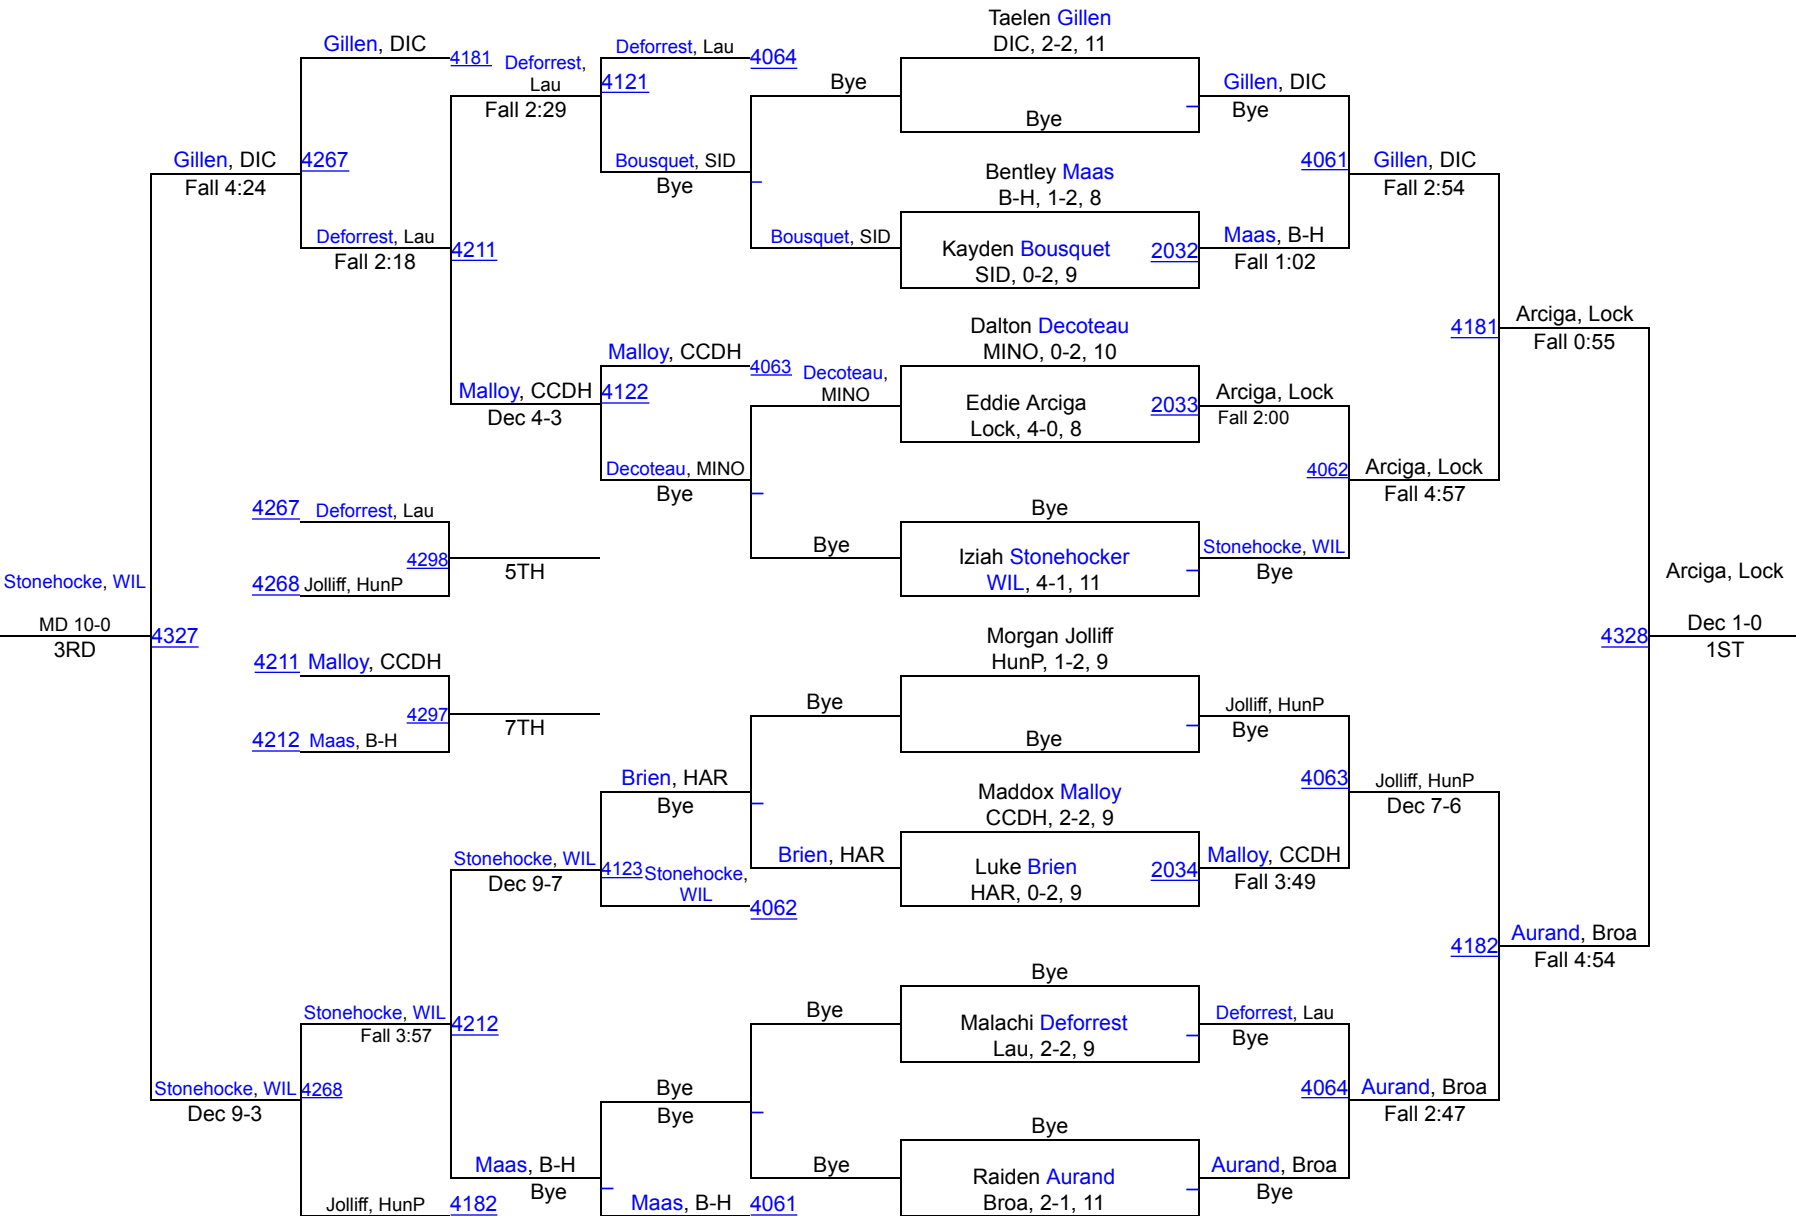 Taelen Gillen
DIC, 2-2, 11
Gillen, DIC
4181
Deforrest,
Lau
Fall 2:29
Deforrest, Lau
4064
4121
Bye
Bye
Gillen, DIC
Bye
Gillen, DIC
Fall 4:24
4267
Bousquet, SID
Bye
Bentley Maas
B-H, 1-2, 8
4061
Gillen, DIC
Fall 2:54
Deforrest, Lau
Fall 2:18
4211
Bousquet, SID
Kayden Bousquet
SID, 0-2, 9
2032
Maas, B-H
Fall 1:02
Dalton Decoteau
MINO, 0-2, 10
4181
Arciga, Lock
Fall 0:55
Malloy, CCDH
4063
Decoteau,
MINO
Malloy, CCDH
Dec 4-3
4122
Eddie Arciga
Lock, 4-0, 8
2033
Arciga, Lock
Fall 2:00
Decoteau, MINO
Bye
4062
Arciga, Lock
Fall 4:57
4267
Deforrest, Lau
Bye
4298
5TH
Bye
Iziah Stonehocker
WIL, 4-1, 11
Stonehocke, WIL
Bye
4268
Jolliff, HunP
Stonehocke, WIL
MD 10-0
3RD
4327
Arciga, Lock
Dec 1-0
1ST
4328
Morgan Jolliff
HunP, 1-2, 9
4211
Malloy, CCDH
4297
7TH
4212
Maas, B-H
Bye
Bye
Jolliff, HunP
Bye
Brien, HAR
Bye
Maddox Malloy
CCDH, 2-2, 9
4063
Jolliff, HunP
Dec 7-6
Stonehocke, WIL
Dec 9-7
4123
Stonehocke,
WIL
4062
Brien, HAR
Luke Brien
HAR, 0-2, 9
2034
Malloy, CCDH
Fall 3:49
4182
Aurand, Broa
Fall 4:54
Bye
Stonehocke, WIL
Fall 3:57
4212
Bye
Malachi Deforrest
Lau, 2-2, 9
Deforrest, Lau
Bye
Stonehocke, WIL
Dec 9-3
4268
Bye
Bye
4064
Aurand, Broa
Fall 2:47
Bye
Maas, B-H
Bye
Bye
Raiden Aurand
Broa, 2-1, 11
Aurand, Broa
Bye
Jolliff, HunP
4182
Maas, B-H
4061